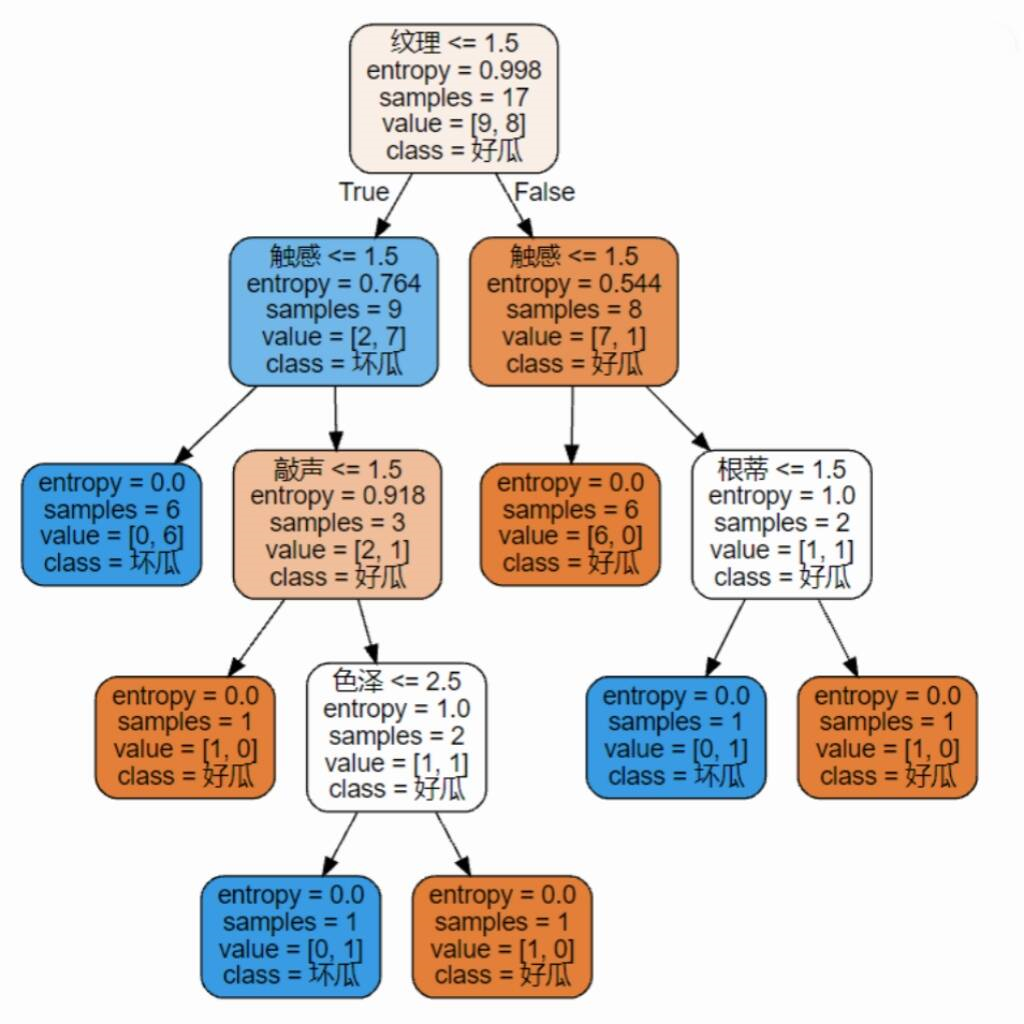 纹理 <= 1.5
entropy = 0.998
samples = 17
value = [9, 8]
class = 好瓜
True
False
触感 <= 1.5
entropy = 0.764
samples = 9
value = [2, 7]
class = 坏瓜
触感 <= 1.5
entropy = 0.544
samples = 8
value = [7, 1]
class = 好瓜
entropy = 0.0
samples = 6
value = [0, 6]
class = 坏瓜
敲声 <= 1.5
entropy = 0.918
samples = 3
value = [2, 1]
class = 好瓜
entropy = 0.0
samples = 6
value = [6, 0]
class = 好瓜
根蒂 <= 1.5
entropy = 1.0
samples = 2
value = [1, 1]
class = 好瓜
entropy = 0.0
samples = 1
value = [1, 0]
class = 好瓜
色泽 <= 2.5
entropy = 1.0
samples = 2
value = [1, 1]
class = 好瓜
entropy = 0.0
samples = 1
value = [0, 1]
class = 坏瓜
entropy = 0.0
samples = 1
value = [1, 0]
class = 好瓜
entropy = 0.0
samples = 1
value = [0, 1]
class = 坏瓜
entropy = 0.0
samples = 1
value = [1, 0]
class = 好瓜